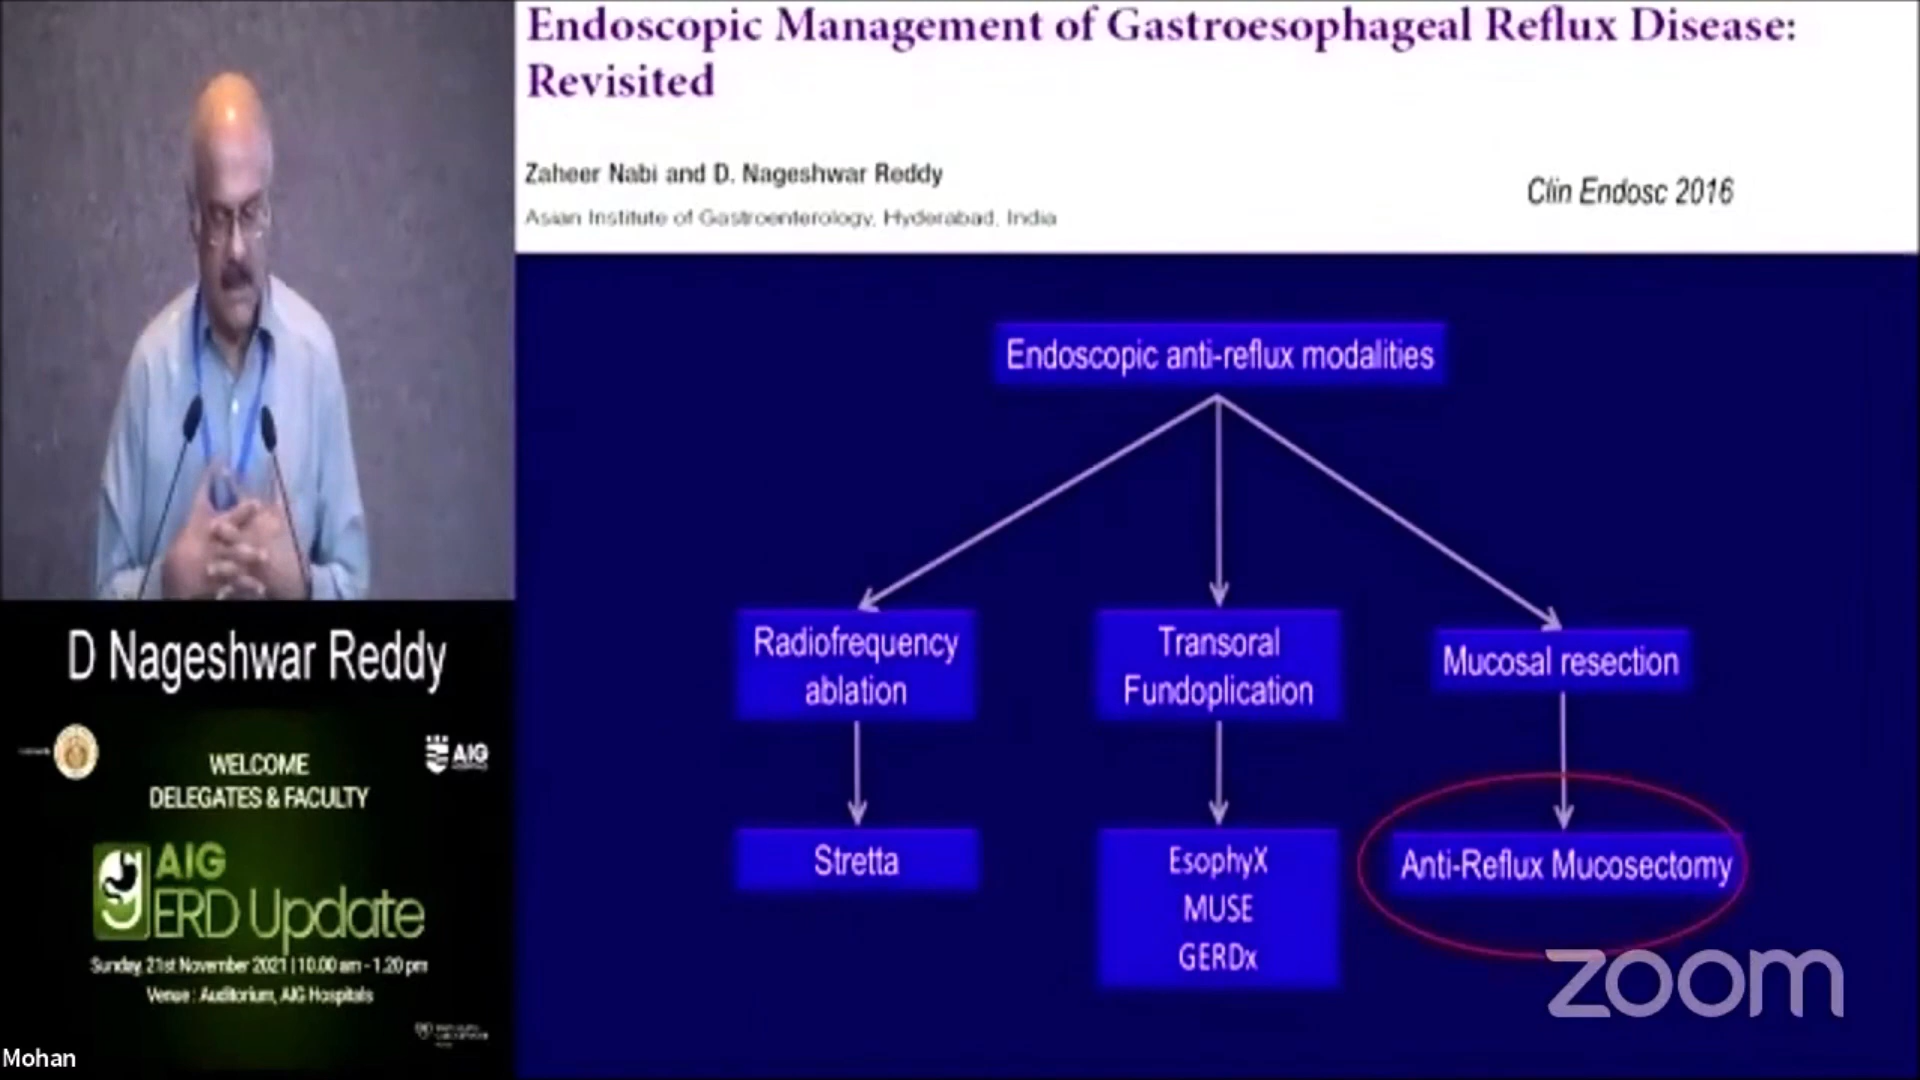 Endoscopic Management of Gastroesophageal Reflux Disease:
Revisited
Zaheer Nabi and D. Nageshwar Reddy
Clin Endosc 2016
Asian Institute of Gastroenterology, Hyderabad, India
Endoscopic anti-reflux modalities
Radiofrequency
ablation
Transoral
Fundoplication
Mucosal resection
Stretta
EsophyX
MUSE
GERDx
Anti-Reflux Mucosectomy
zoom
D Nageshwar Reddy
AIG
WELCOME
DELEGATES & FACULTY
AIG
GERD Update
Sunday, 21st November 2021 | 10.00 am - 1.20 pm
Venue : Auditorium, AIG Hospitals
Mohan